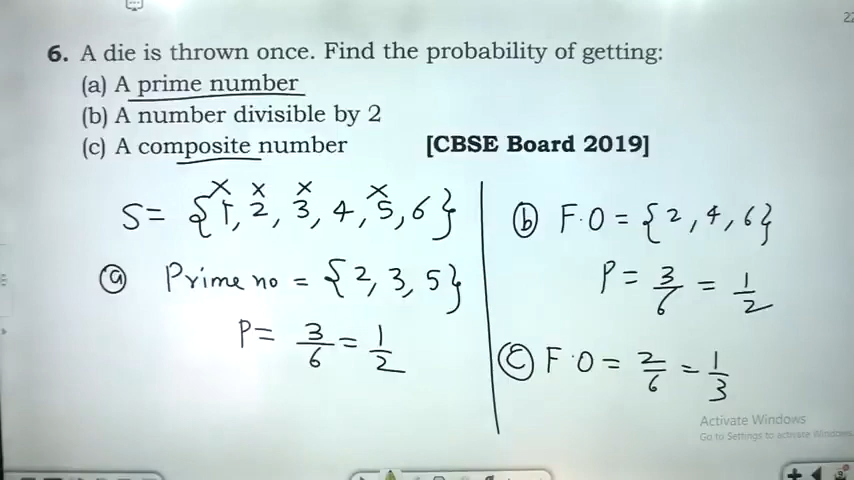 22
6. A die is thrown once. Find the probability of getting:
(a) A prime number
(b) A number divisible by 2
(c) A composite number [CBSE Board 2019]
S = {1, 2, 3, 4, 5, 6}
(a) Prime no = {2, 3, 5}
P = 3/6 = 1/2
(b) F.O = {2, 4, 6}
P = 3/6 = 1/2
(c) F.O = 2/6 = 1/3
Activate Windows
Go to Settings to activate Windows.